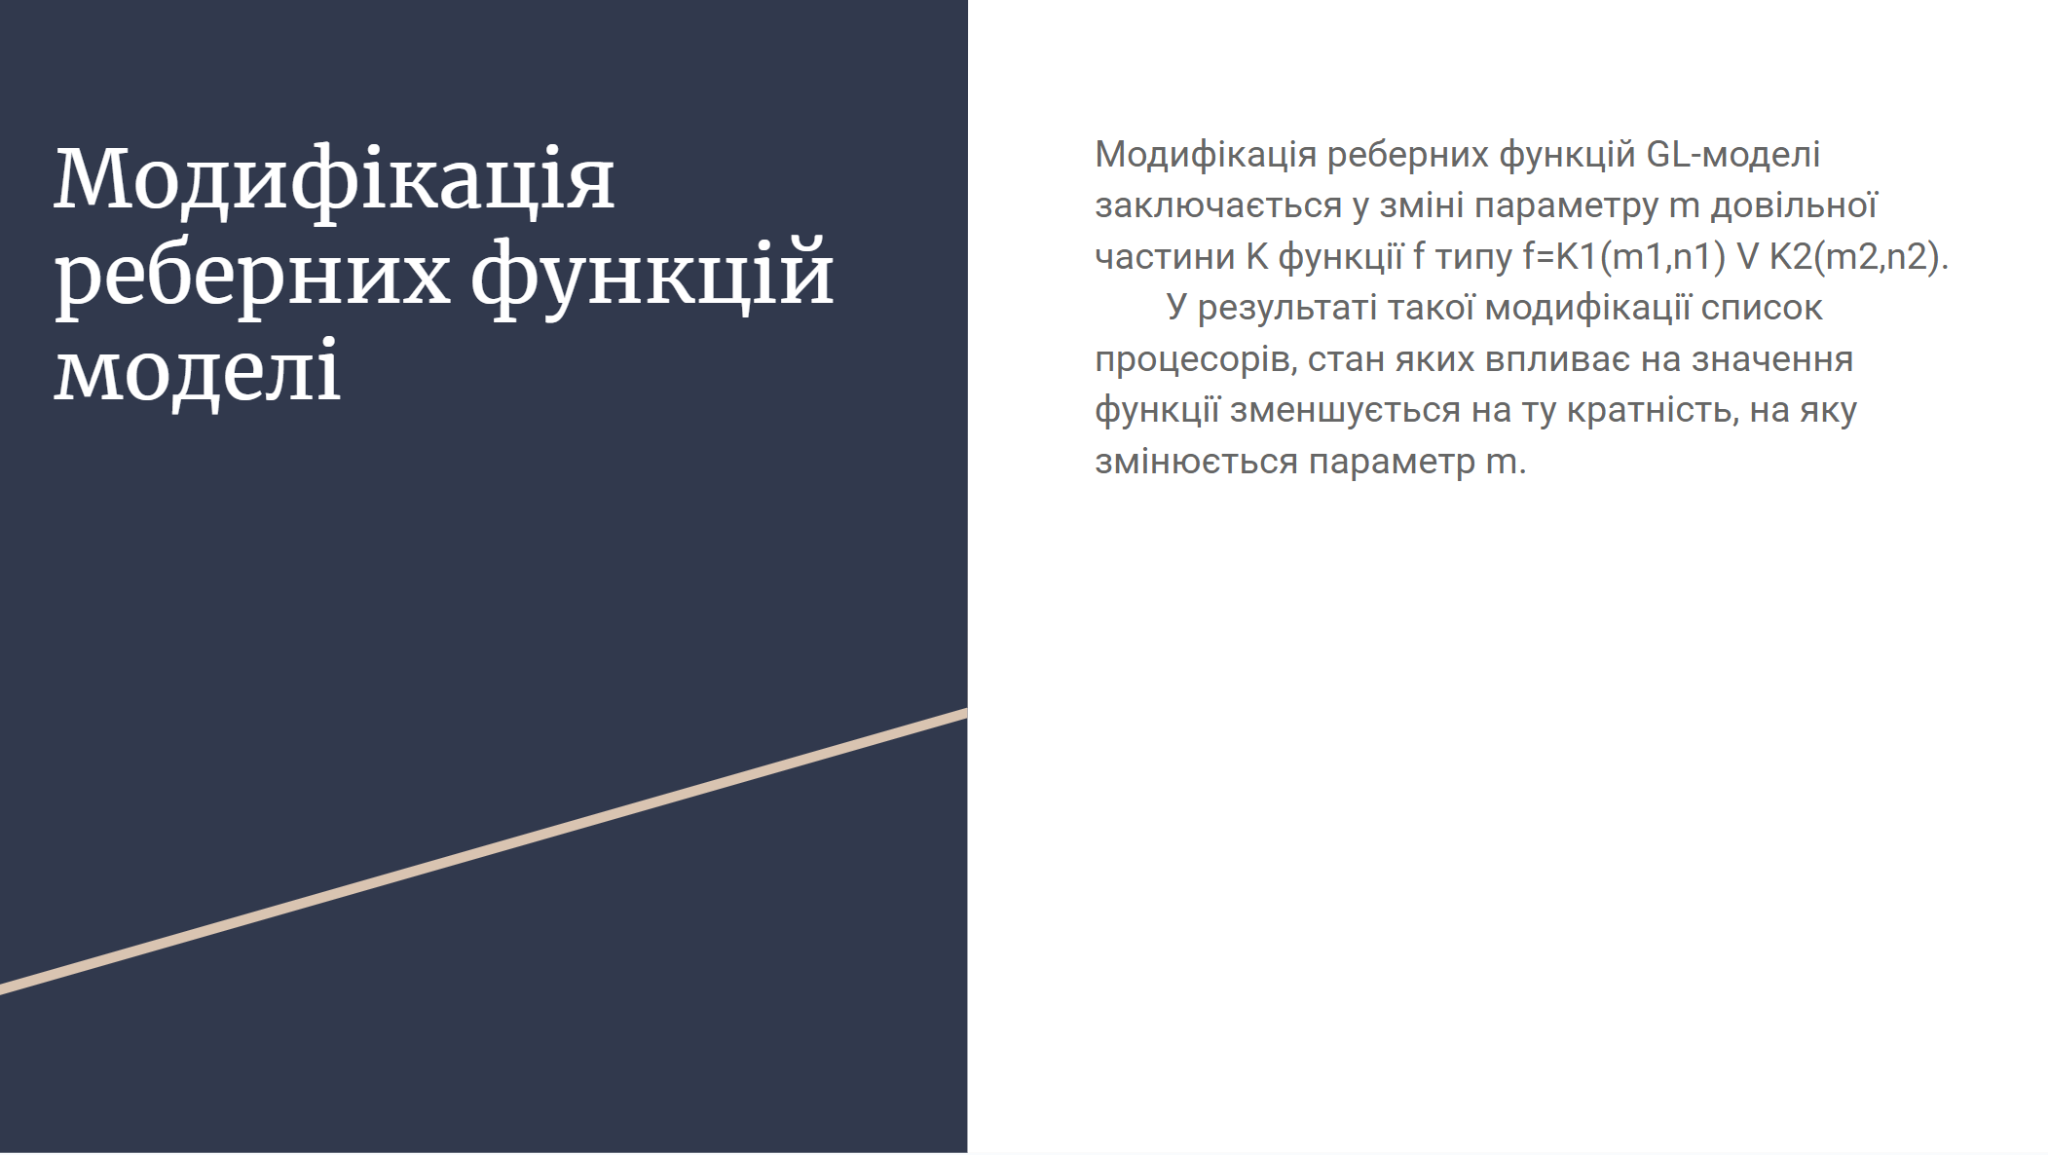 Модифікація
реберних функцій
моделі
Модифікація реберних функцій GL-моделі
заключається у зміні параметру m довільної
частини K функції f типу f=K1(m1,n1) V K2(m2,n2).
У результаті такої модифікації список
процесорів, стан яких впливає на значення
функції зменшується на ту кратність, на яку
змінюється параметр m.